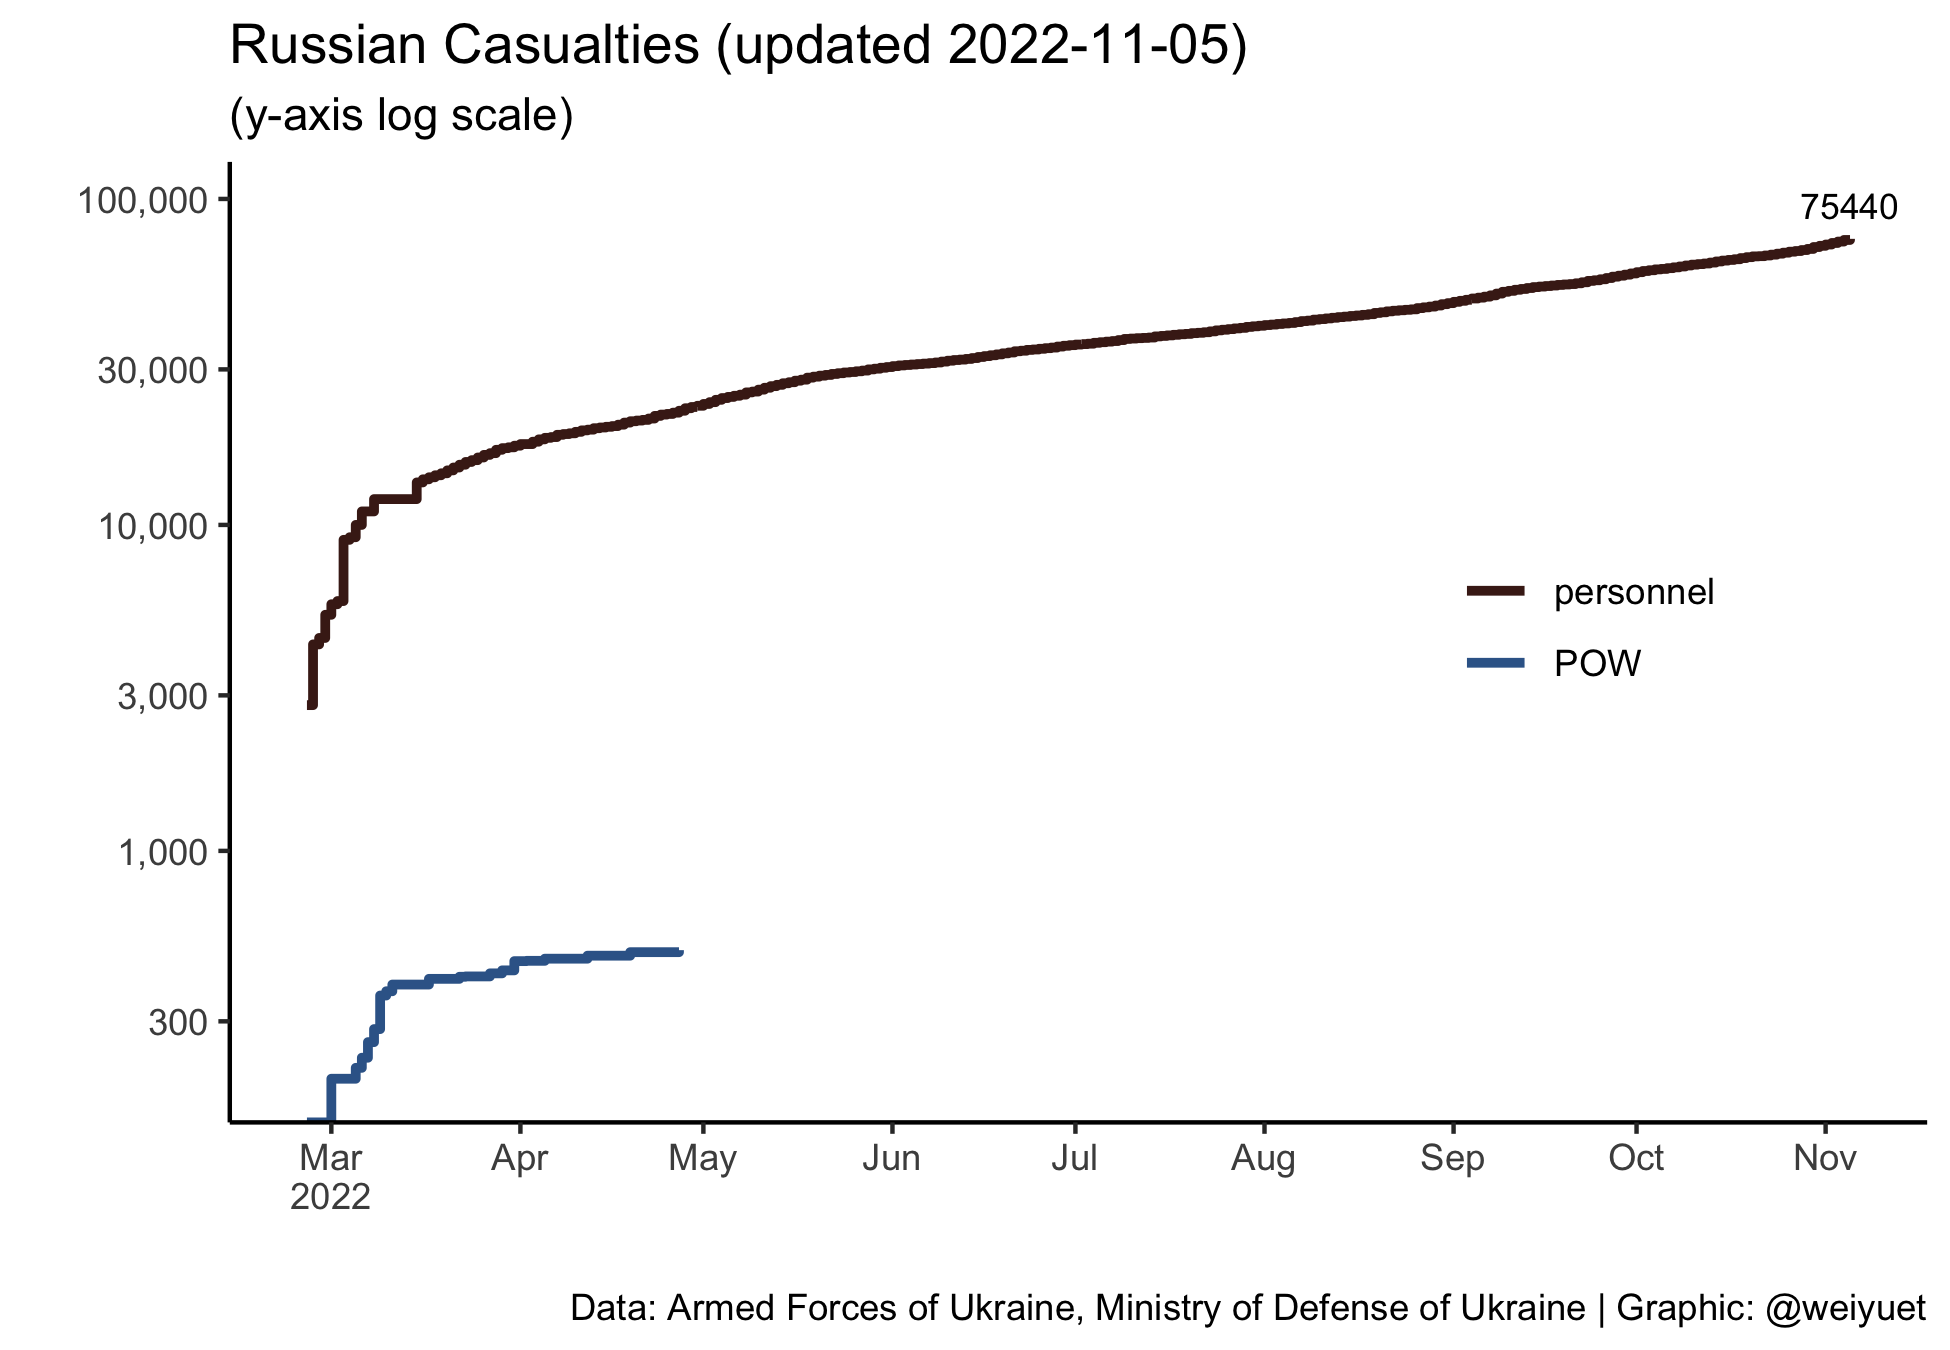 Russian Casualties (updated 2022-11-05)
(y-axis log scale)
100,000
30,000
10,000
3,000
1,000
300
75440
personnel
POW
Mar Apr May Jun Jul Aug Sep Oct Nov
2022
Data: Armed Forces of Ukraine, Ministry of Defense of Ukraine | Graphic: @weiyuet